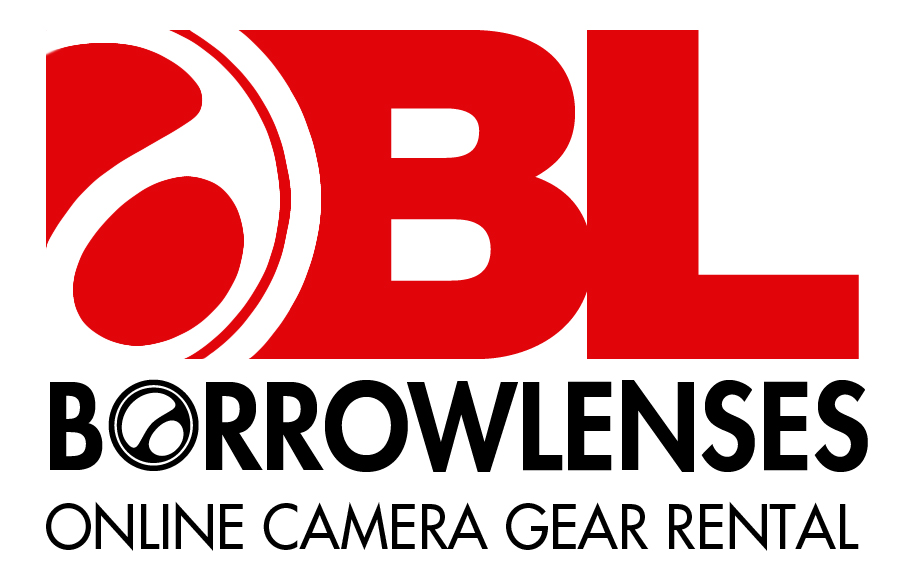 BL
BORROWLENSES
ONLINE CAMERA GEAR RENTAL